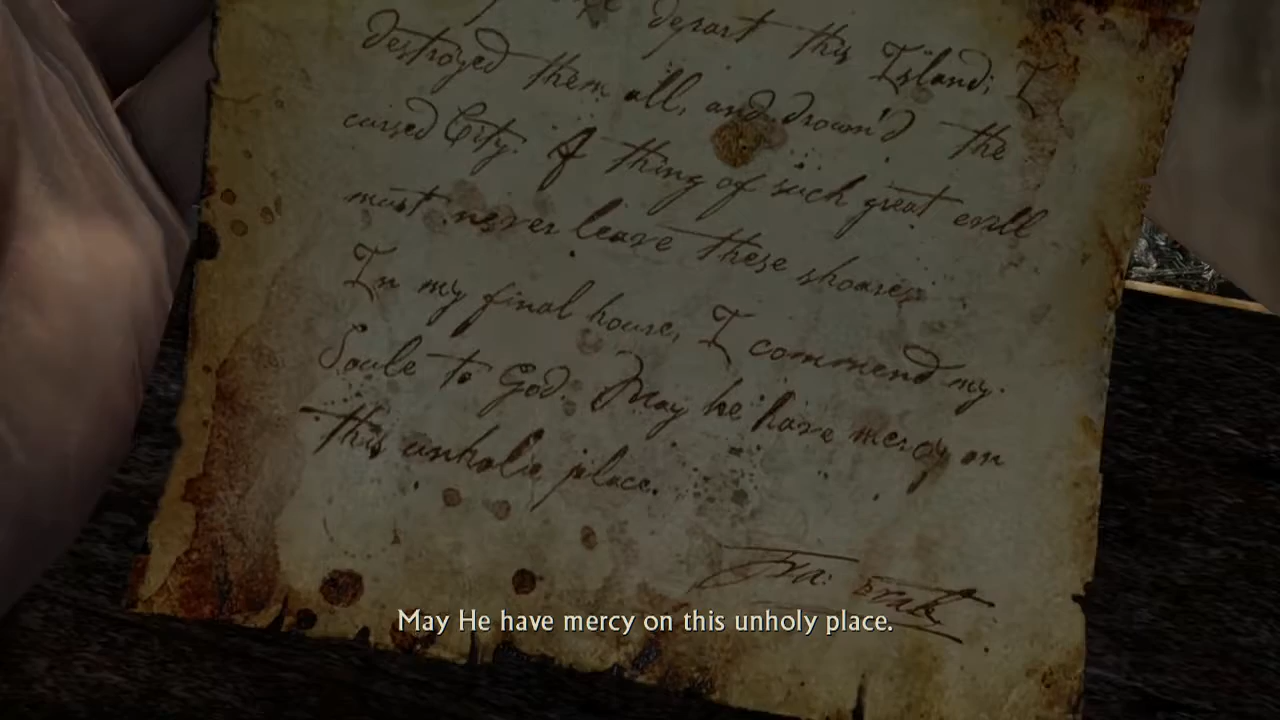 depart this Island; I
destroyed them all, and drown'd the
cursed City. A thing of such great evill
must never leave these shoares.
In my final houre, I commend my
Soule to God. May he have mercy on
this unholie place.
Fra: Drake
May He have mercy on this unholy place.